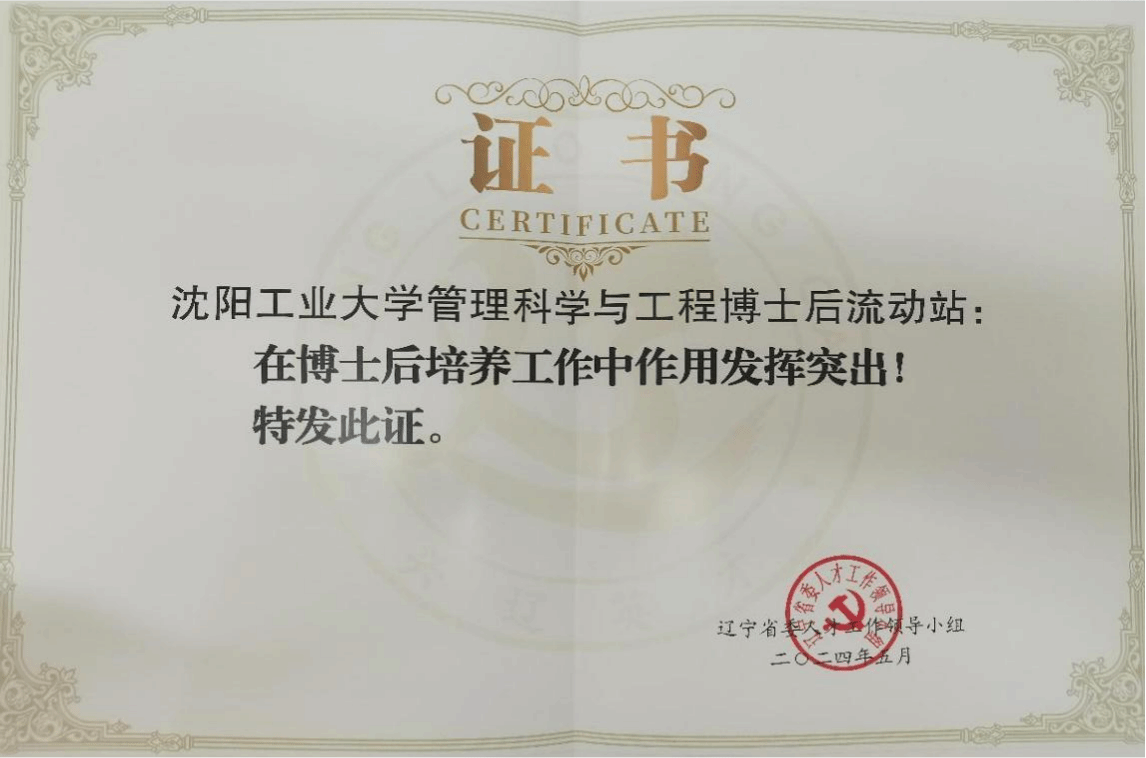 证书
CERTIFICATE
沈阳工业大学管理科学与工程博士后流动站：
在博士后培养工作中作用发挥突出！
特发此证。
辽宁省委人才工作领导小组
二〇二四年五月